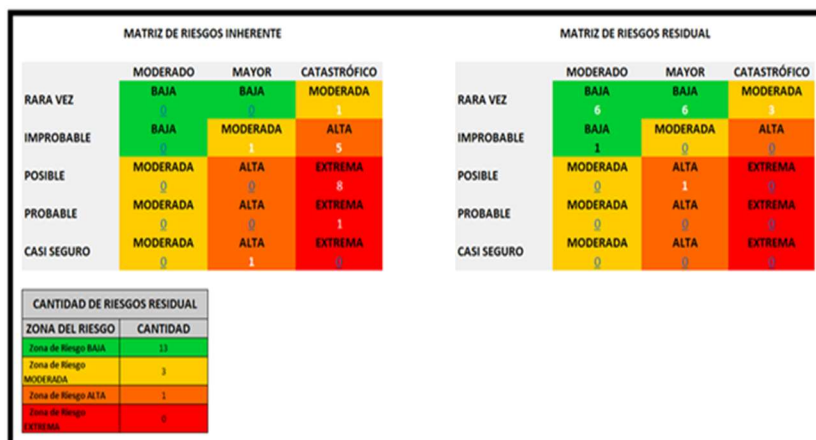 MATRIZ DE RIESGOS INHERENTE
MODERADO MAYOR CATASTRÓFICO
RARA VEZ
BAJA BAJA MODERADA
0 0 1
IMPROBABLE
BAJA MODERADA ALTA
0 1 5
POSIBLE
MODERADA ALTA EXTREMA
0 0 8
PROBABLE
MODERADA ALTA EXTREMA
0 0 1
CASI SEGURO
MODERADA ALTA EXTREMA
0 1 0
MATRIZ DE RIESGOS RESIDUAL
MODERADO MAYOR CATASTRÓFICO
RARA VEZ
BAJA BAJA MODERADA
6 6 3
IMPROBABLE
BAJA MODERADA ALTA
1 0 0
POSIBLE
MODERADA ALTA EXTREMA
0 1 0
PROBABLE
MODERADA ALTA EXTREMA
0 0 0
CASI SEGURO
MODERADA ALTA EXTREMA
0 0 0
CANTIDAD DE RIESGOS RESIDUAL
ZONA DEL RIESGO CANTIDAD
Zona de Riesgo BAJA 13
Zona de Riesgo
MODERADA 3
Zona de Riesgo ALTA 1
Zona de Riesgo
EXTREMA 0